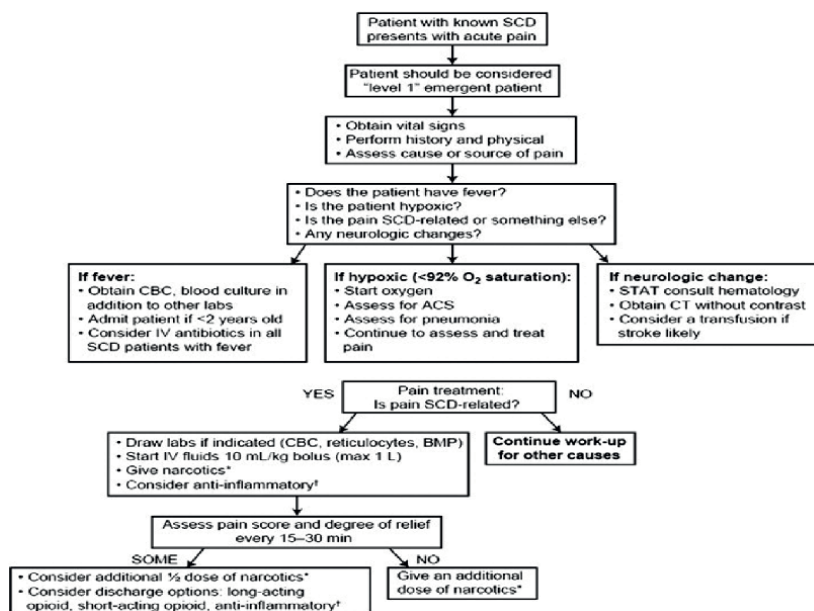 Patient with known SCD
presents with acute pain
Patient should be considered
"level 1" emergent patient
• Obtain vital signs
• Perform history and physical
• Assess cause or source of pain
• Does the patient have fever?
• Is the patient hypoxic?
• Is the pain SCD-related or something else?
• Any neurologic changes?
If fever:
• Obtain CBC, blood culture in
addition to other labs
• Admit patient if <2 years old
• Consider IV antibiotics in all
SCD patients with fever
If hypoxic (<92% O₂ saturation):
• Start oxygen
• Assess for ACS
• Assess for pneumonia
• Continue to assess and treat
pain
If neurologic change:
• STAT consult hematology
• Obtain CT without contrast
• Consider a transfusion if
stroke likely
YES
Pain treatment:
Is pain SCD-related?
NO
• Draw labs if indicated (CBC, reticulocytes, BMP)
• Start IV fluids 10 mL/kg bolus (max 1 L)
• Give narcotics*
• Consider anti-inflammatory†
Continue work-up
for other causes
Assess pain score and degree of relief
every 15–30 min
SOME
NO
• Consider additional ½ dose of narcotics*
• Consider discharge options: long-acting
opioid, short-acting opioid, anti-inflammatory†
Give an additional
dose of narcotics*